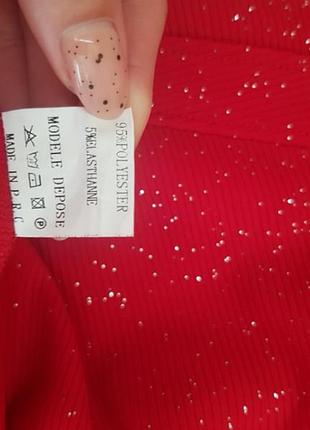 95%POLYESTER
5%ELASTHANNE
MODELE DEPOSE
P
MADE IN P.R.C